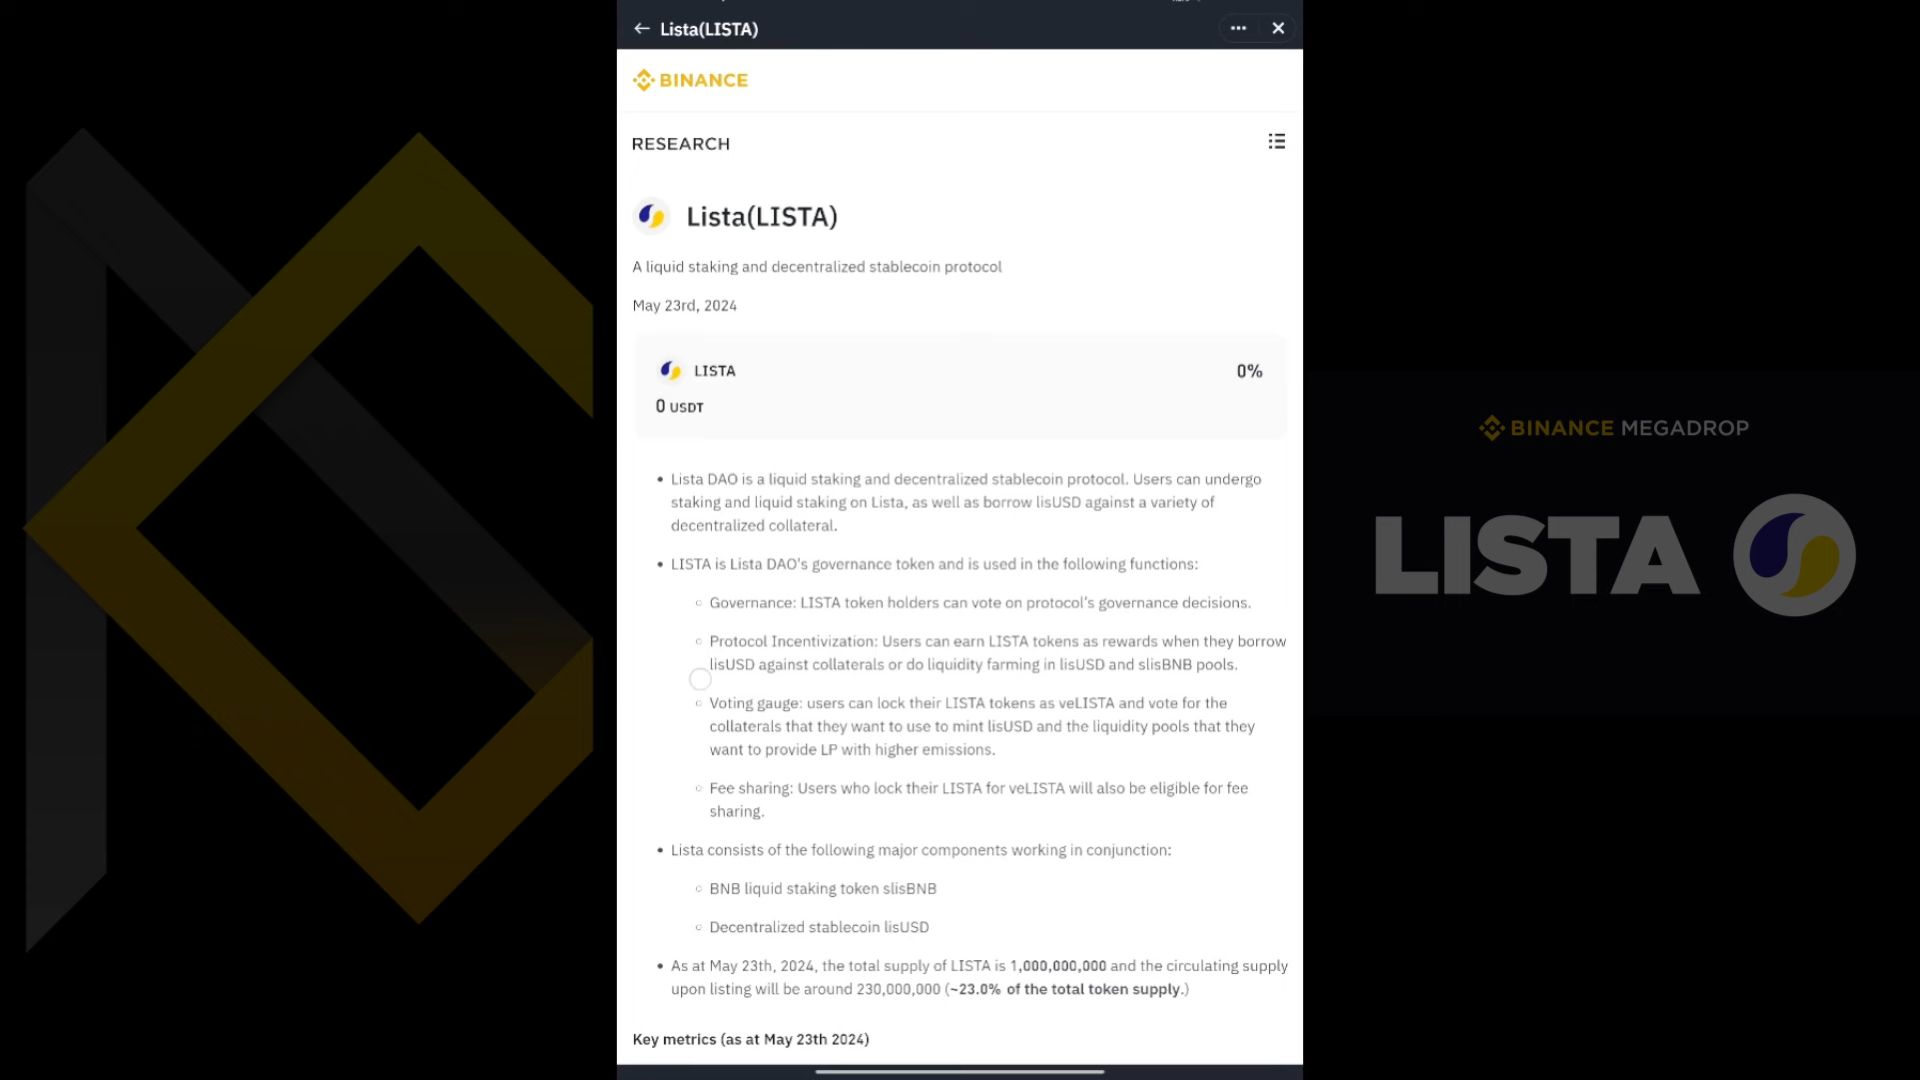 Lista(LISTA)
BINANCE
RESEARCH
Lista(LISTA)
A liquid staking and decentralized stablecoin protocol
May 23rd, 2024
LISTA 0%
0 USDT
• Lista DAO is a liquid staking and decentralized stablecoin protocol. Users can undergo
staking and liquid staking on Lista, as well as borrow lisUSD against a variety of
decentralized collateral.
• LISTA is Lista DAO's governance token and is used in the following functions:
◦ Governance: LISTA token holders can vote on protocol’s governance decisions.
◦ Protocol Incentivization: Users can earn LISTA tokens as rewards when they borrow
lisUSD against collaterals or do liquidity farming in lisUSD and slisBNB pools.
◦ Voting gauge: users can lock their LISTA tokens as veLISTA and vote for the
collaterals that they want to use to mint lisUSD and the liquidity pools that they
want to provide LP with higher emissions.
◦ Fee sharing: Users who lock their LISTA for veLISTA will also be eligible for fee
sharing.
• Lista consists of the following major components working in conjunction:
◦ BNB liquid staking token slisBNB
◦ Decentralized stablecoin lisUSD
• As at May 23th, 2024, the total supply of LISTA is 1,000,000,000 and the circulating supply
upon listing will be around 230,000,000 (~23.0% of the total token supply.)
Key metrics (as at May 23th 2024)
BINANCE MEGADROP
LISTA